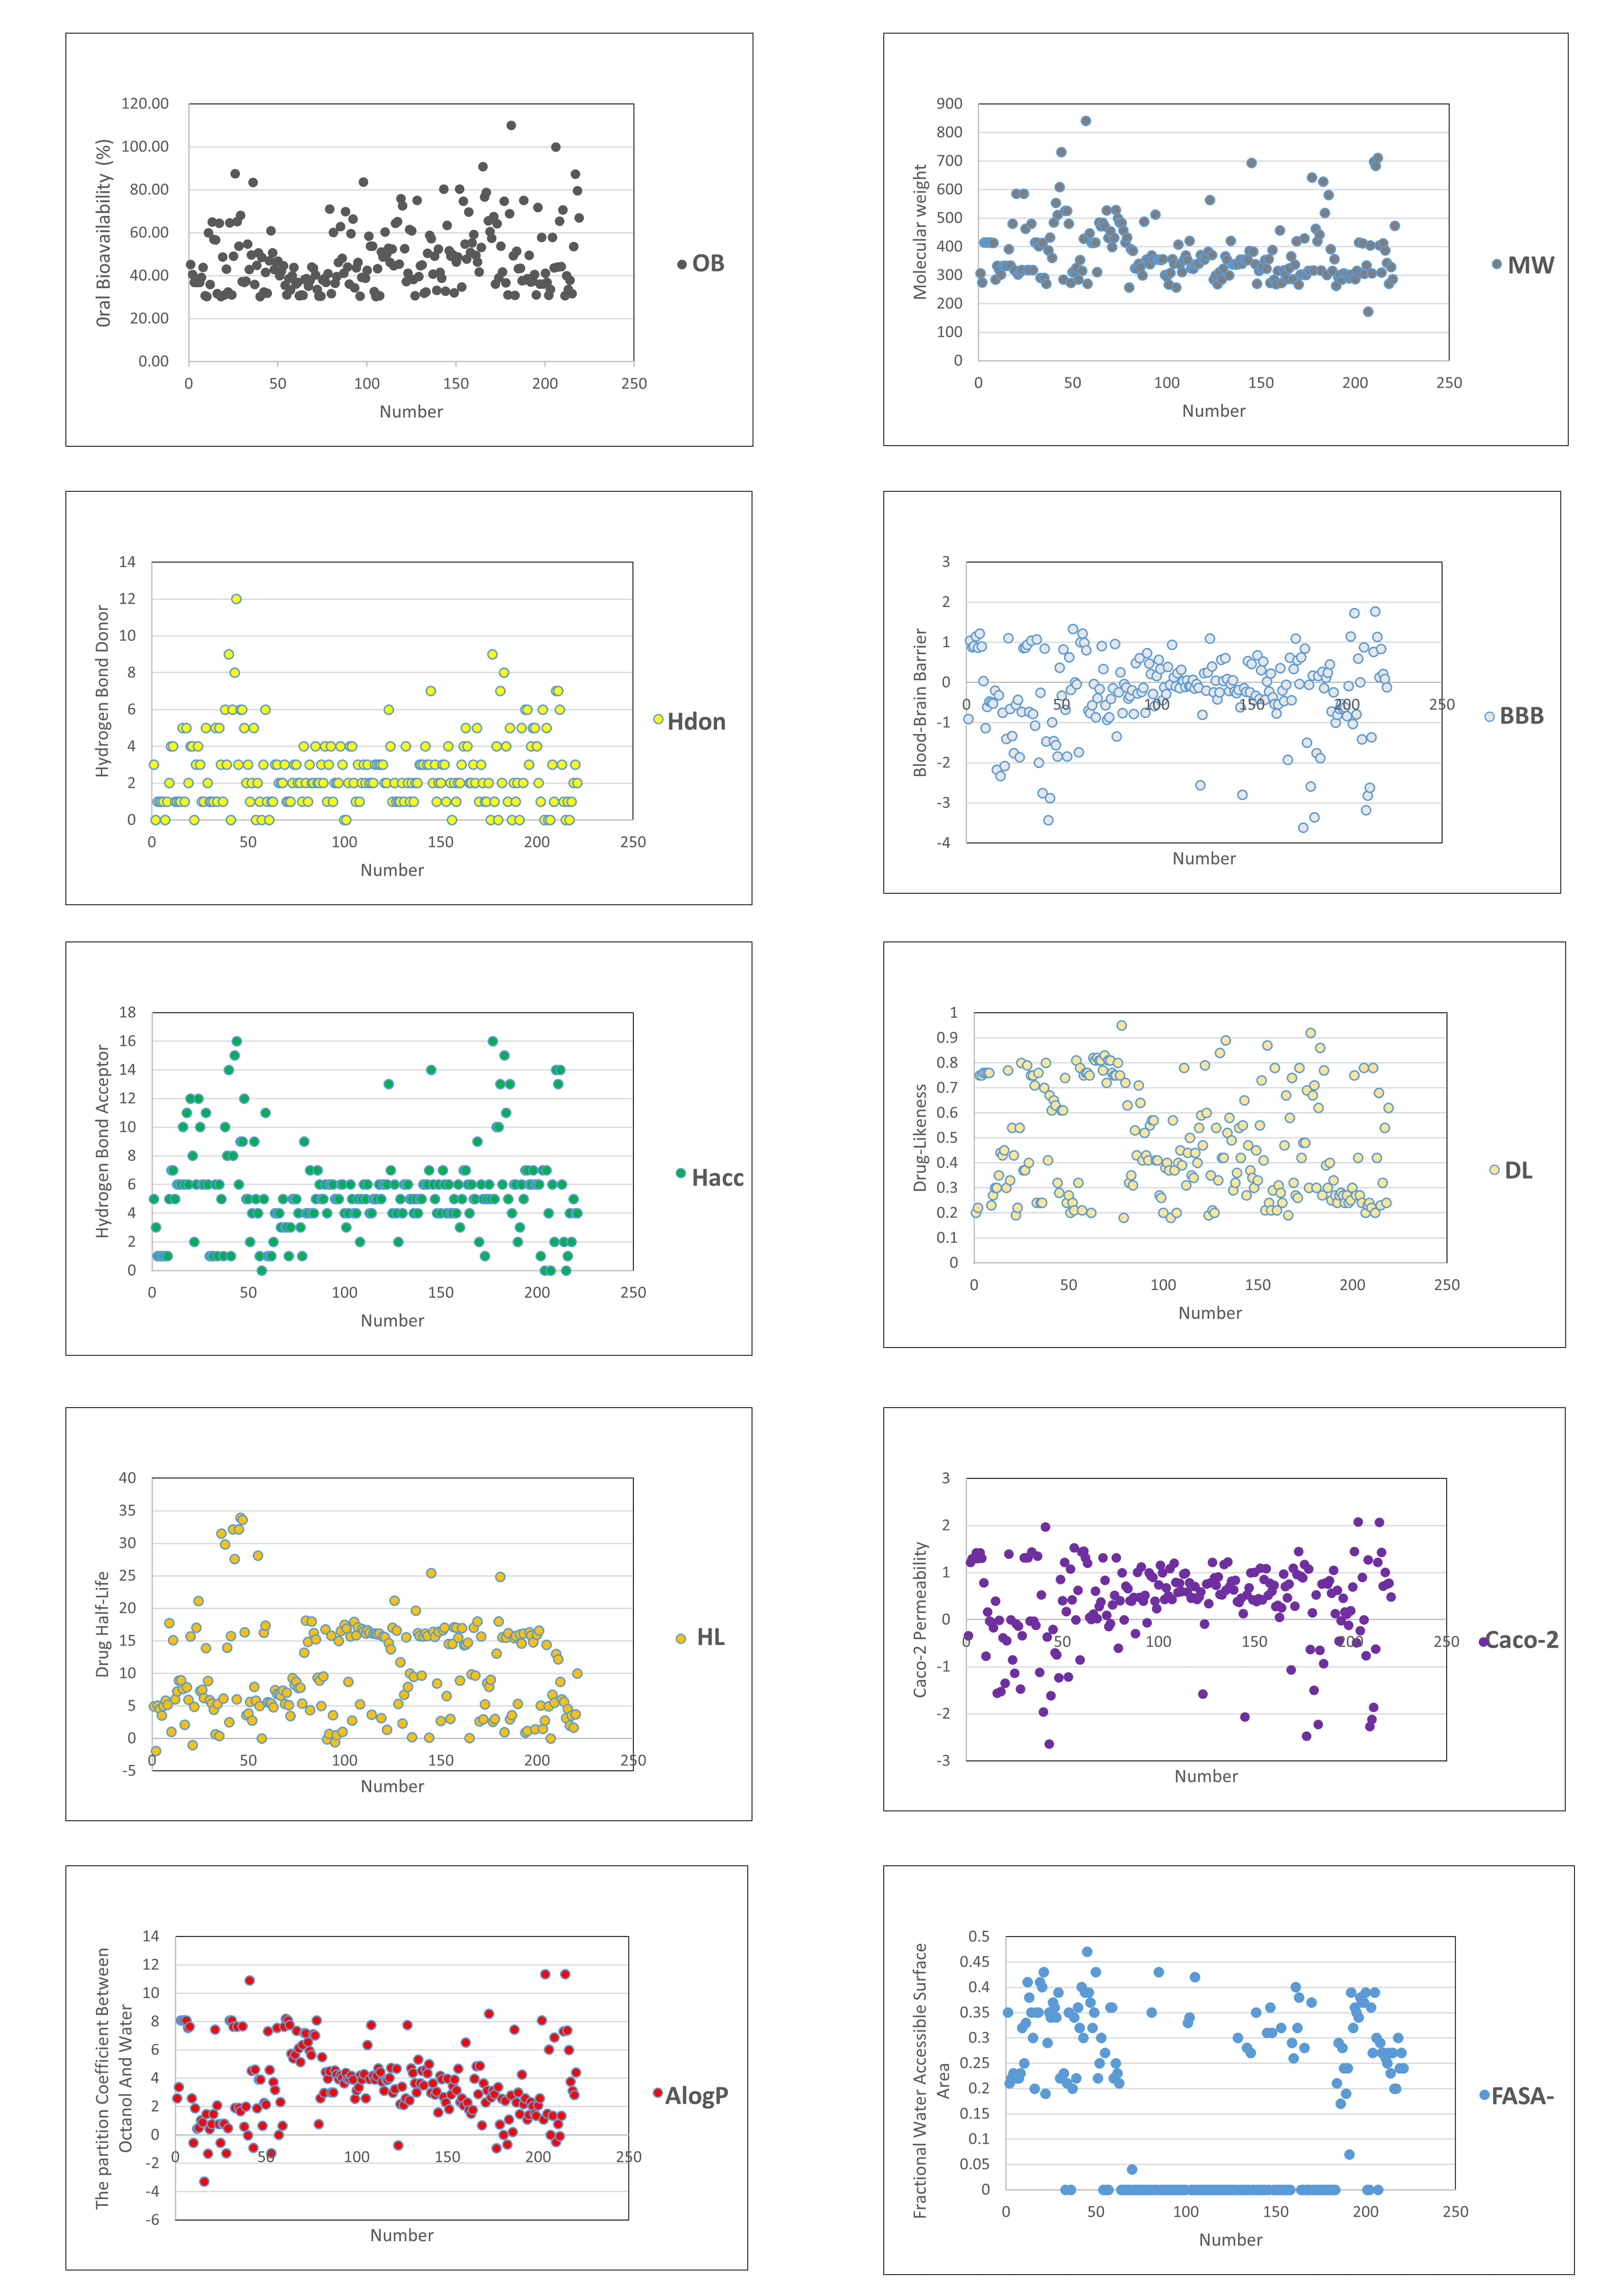 120.00
100.00
80.00
60.00
40.00
20.00
0.00
0 50 100 150 200 250
0ral Bioavailability (%)
Number
OB
900
800
700
600
500
400
300
200
100
0
0 50 100 150 200 250
Molecular weight
Number
MW
14
12
10
8
6
4
2
0
0 50 100 150 200 250
Hydrogen Bond Donor
Number
Hdon
3
2
1
0
-1
-2
-3
-4
0 50 100 150 200 250
Blood-Brain Barrier
Number
BBB
18
16
14
12
10
8
6
4
2
0
0 50 100 150 200 250
Hydrogen Bond Acceptor
Number
Hacc
1
0.9
0.8
0.7
0.6
0.5
0.4
0.3
0.2
0.1
0
0 50 100 150 200 250
Drug-Likeness
Number
DL
40
35
30
25
20
15
10
5
0
-5
0 50 100 150 200 250
Drug Half-Life
Number
HL
3
2
1
0
-1
-2
-3
0 50 100 150 200 250
Caco-2 Permeability
Number
Caco-2
14
12
10
8
6
4
2
0
-2
-4
-6
0 50 100 150 200 250
The partition Coefficient Between
Octanol And Water
Number
AlogP
0.5
0.45
0.4
0.35
0.3
0.25
0.2
0.15
0.1
0.05
0
0 50 100 150 200 250
Fractional Water Accessible Surface
Area
Number
FASA-